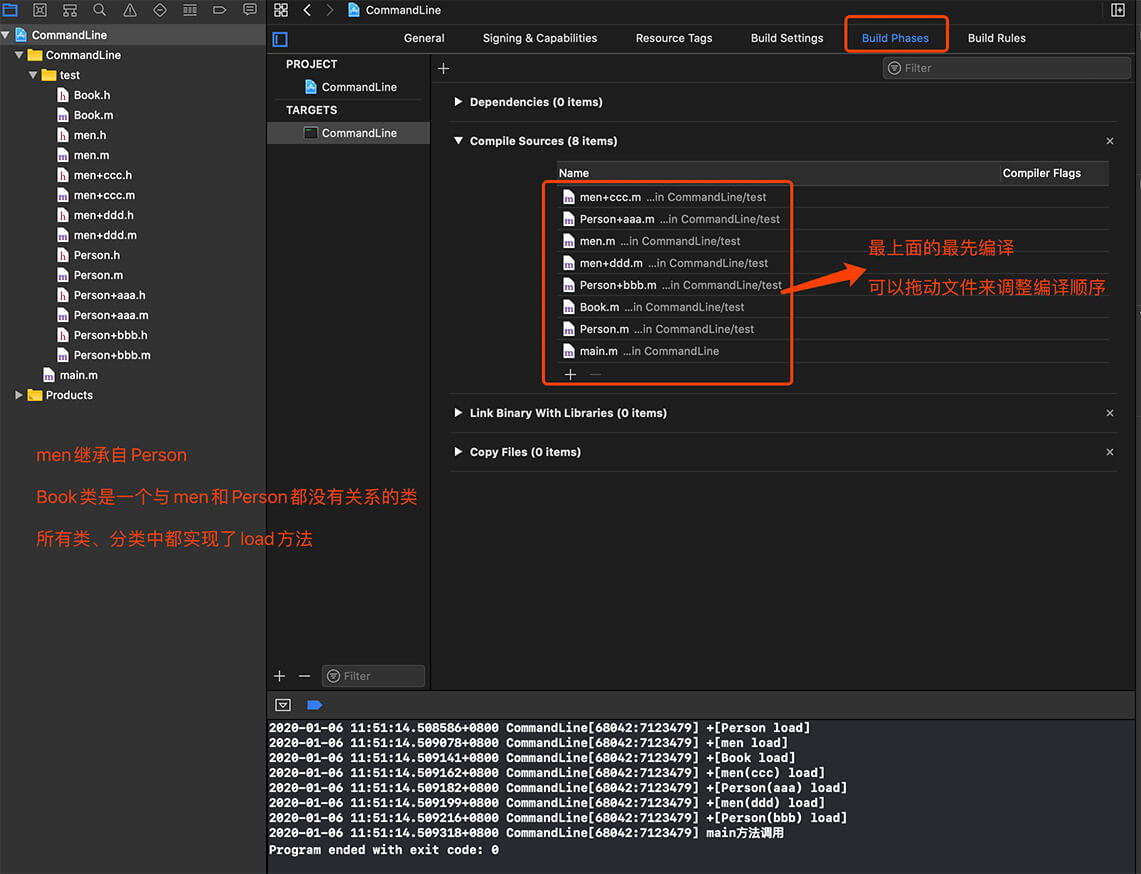 CommandLine
General
Signing & Capabilities
Resource Tags
Build Settings
Build Phases
Build Rules
CommandLine
CommandLine
test
Book.h
Book.m
men.h
men.m
men+ccc.h
men+ccc.m
men+ddd.h
men+ddd.m
Person.h
Person.m
Person+aaa.h
Person+aaa.m
Person+bbb.h
Person+bbb.m
main.m
Products
men继承自Person
Book类是一个与men和Person都没有关系的类
所有类、分类中都实现了load方法
PROJECT
CommandLine
TARGETS
CommandLine
Filter
Filter
Dependencies (0 items)
Compile Sources (8 items)
Name
Compiler Flags
men+ccc.m ...in CommandLine/test
Person+aaa.m ...in CommandLine/test
men.m ...in CommandLine/test
men+ddd.m ...in CommandLine/test
Person+bbb.m ...in CommandLine/test
Book.m ...in CommandLine/test
Person.m ...in CommandLine/test
main.m ...in CommandLine
最上面的最先编译
可以拖动文件来调整编译顺序
Link Binary With Libraries (0 items)
Copy Files (0 items)
2020-01-06 11:51:14.508586+0800 CommandLine[68042:7123479] +[Person load]
2020-01-06 11:51:14.509078+0800 CommandLine[68042:7123479] +[men load]
2020-01-06 11:51:14.509141+0800 CommandLine[68042:7123479] +[Book load]
2020-01-06 11:51:14.509162+0800 CommandLine[68042:7123479] +[men(ccc) load]
2020-01-06 11:51:14.509182+0800 CommandLine[68042:7123479] +[Person(aaa) load]
2020-01-06 11:51:14.509199+0800 CommandLine[68042:7123479] +[men(ddd) load]
2020-01-06 11:51:14.509216+0800 CommandLine[68042:7123479] +[Person(bbb) load]
2020-01-06 11:51:14.509318+0800 CommandLine[68042:7123479] main方法调用
Program ended with exit code: 0